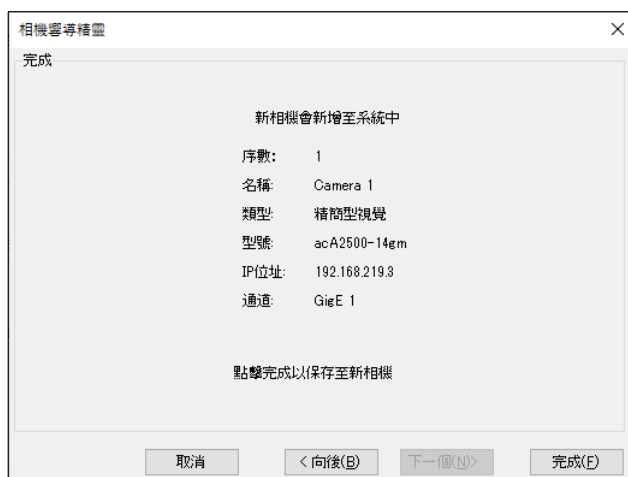 相機響導精靈
完成
新相機會新增至系統中
序數: 1
名稱: Camera 1
類型: 精簡型視覺
型號: acA2500-14gm
IP位址: 192.168.219.3
通道: GigE 1
點擊完成以保存至新相機
取消 <向後(B) 下一個(N)> 完成(F)